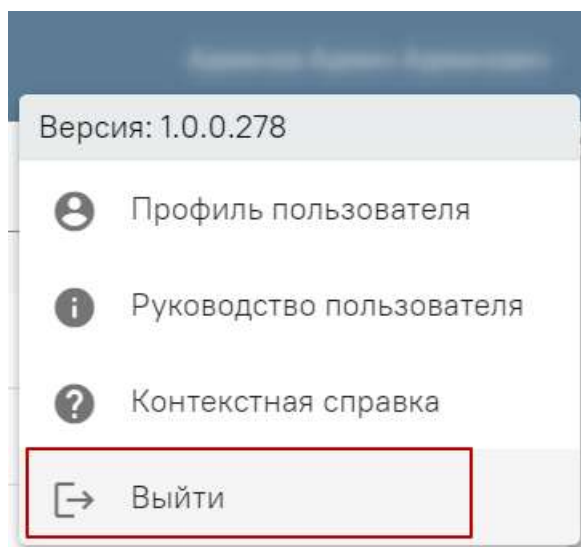 Версия: 1.0.0.278
Профиль пользователя
Руководство пользователя
Контекстная справка
Выйти